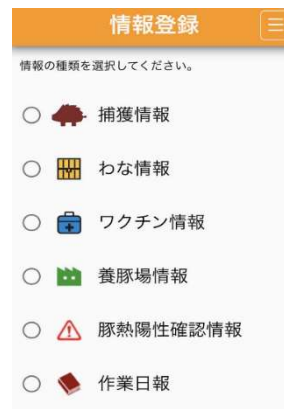 情報登録
情報の種類を選択してください。
捕獲情報
わな情報
ワクチン情報
養豚場情報
豚熱陽性確認情報
作業日報